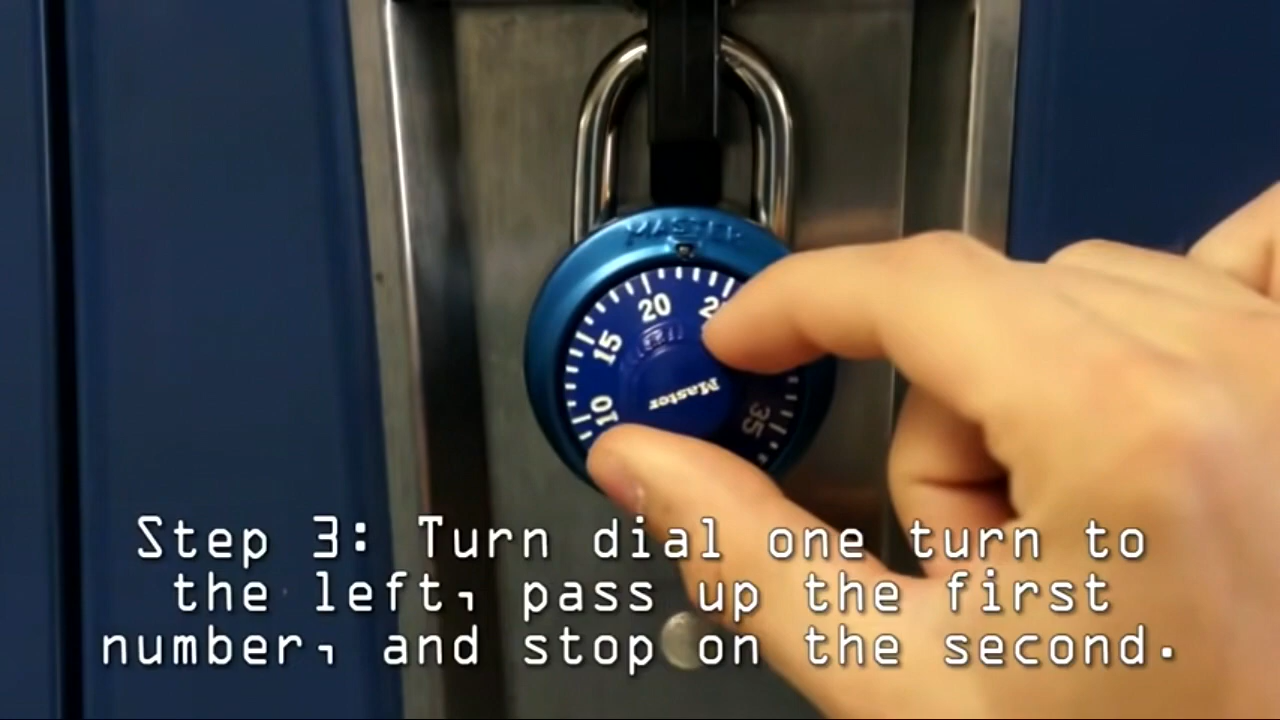 MASTER
20
15
10
Master
35
Step 3: Turn dial one turn to
the left, pass up the first
number, and stop on the second.